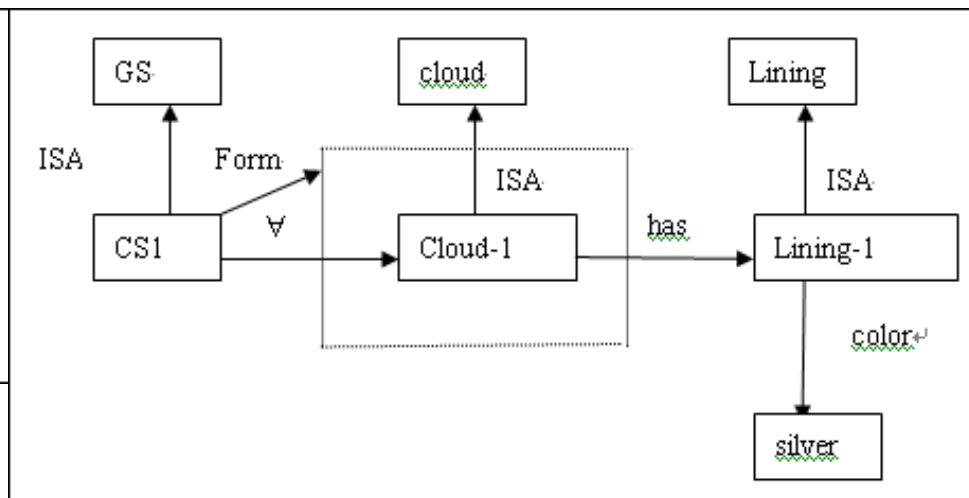 GS
cloud
Lining
ISA
Form
ISA
ISA
∀
has
CS1
Cloud-1
Lining-1
color↵
silver